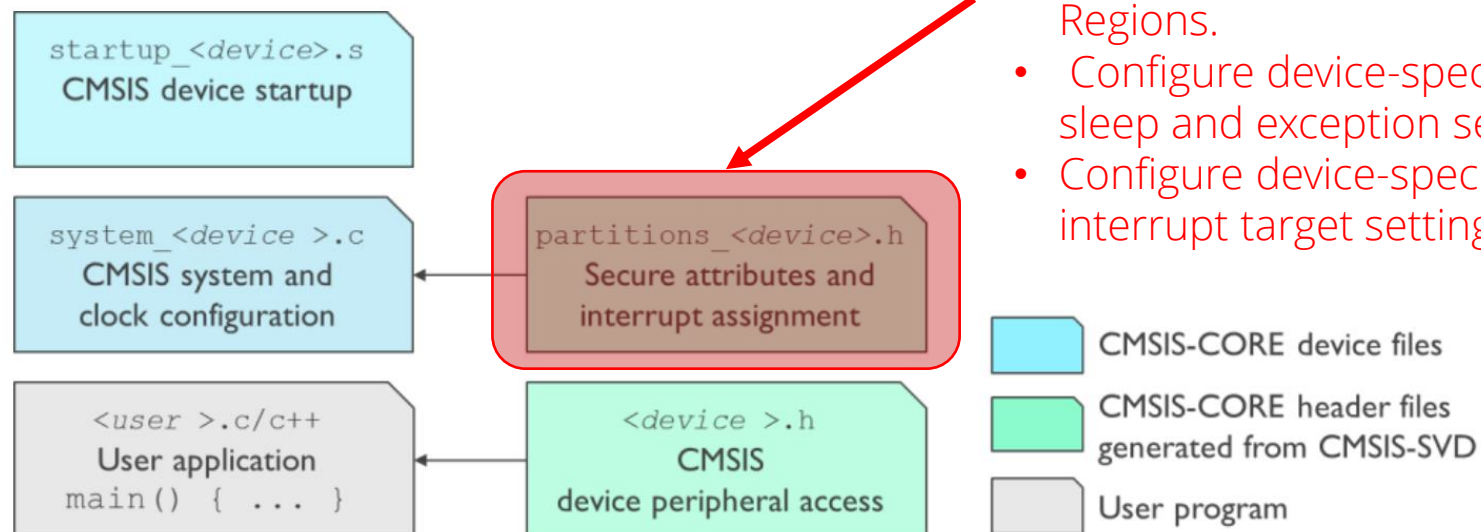 startup_<device>.s
CMSIS device startup
system_<device >.c
CMSIS system and
clock configuration
partitions_<device>.h
Secure attributes and
interrupt assignment
<user >.c/c++
User application
main() { ... }
<device >.h
CMSIS
device peripheral access
Regions.
• Configure device-spec
sleep and exception se
• Configure device-spec
interrupt target setting
CMSIS-CORE device files
CMSIS-CORE header files
generated from CMSIS-SVD
User program